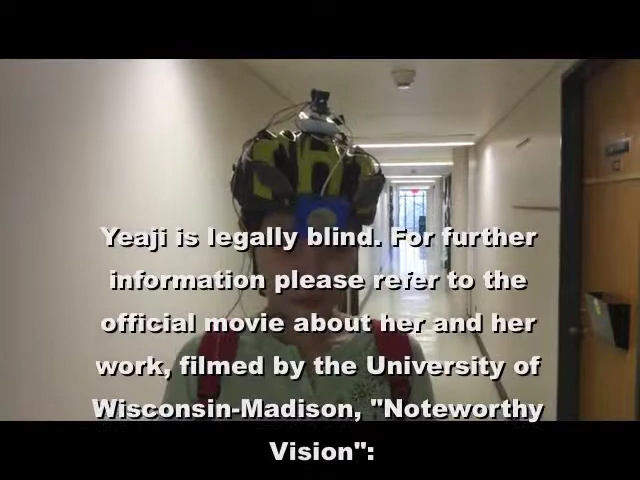 Yeaji is legally blind. For further
information please refer to the
official movie about her and her
work, filmed by the University of
Wisconsin-Madison, "Noteworthy
Vision":